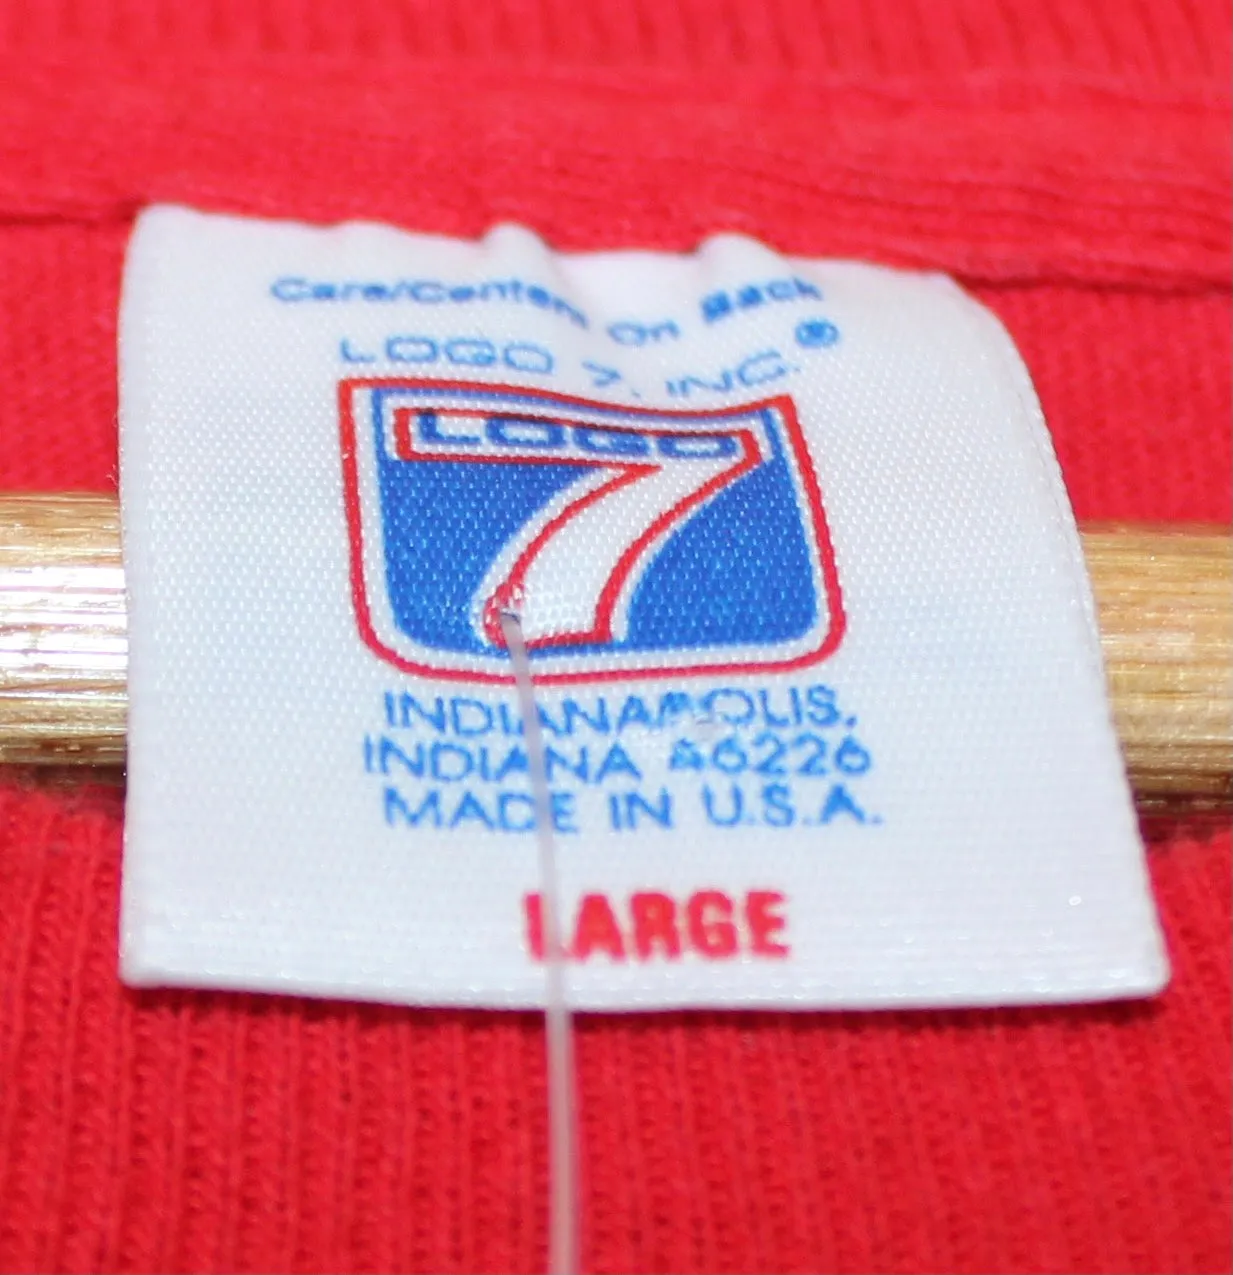 Care/Content On Back
LOGO 7, INC.®
LOGO
7
INDIANAPOLIS,
INDIANA 46226
MADE IN U.S.A.
LARGE